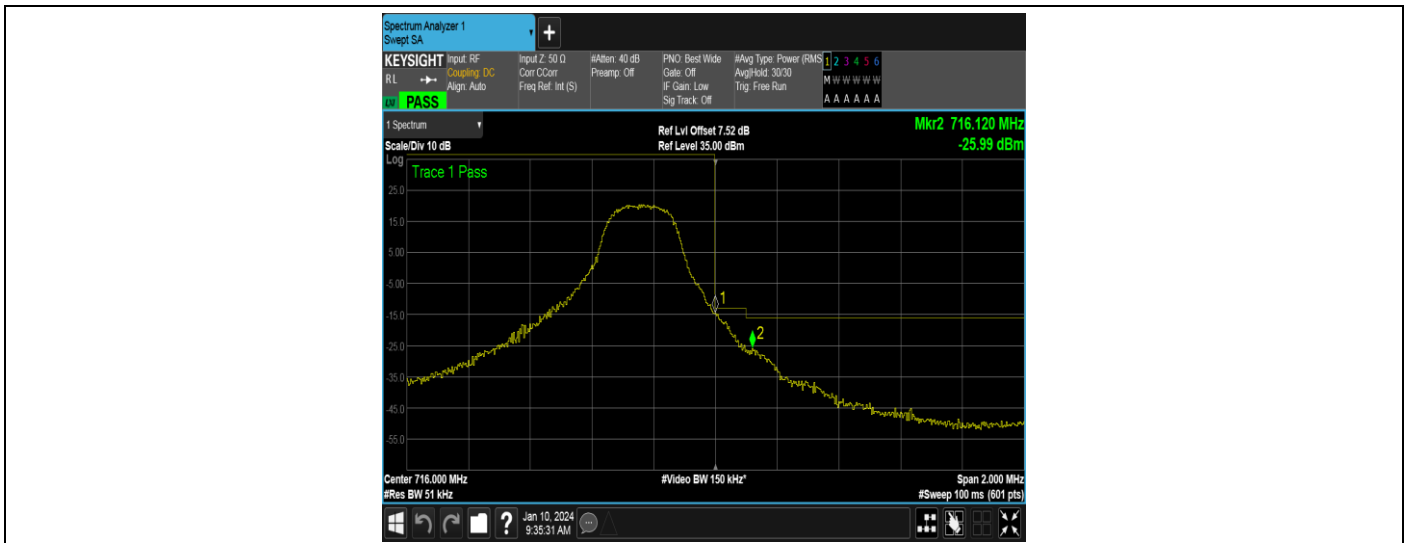 Spectrum Analyzer 1
Swept SA
+
KEYSIGHT
RL
LXI PASS
Input: RF
Coupling: DC
Align: Auto
Input Z: 50 Ω
Corr CCorr
Freq Ref: Int (S)
#Atten: 40 dB
Preamp: Off
PNO: Best Wide
Gate: Off
IF Gain: Low
Sig Track: Off
#Avg Type: Power (RMS
Avg|Hold: 30/30
Trig: Free Run
1 2 3 4 5 6
M W W W W W
A A A A A A
1 Spectrum
Scale/Div 10 dB
Ref Lvl Offset 7.52 dB
Ref Level 35.00 dBm
Mkr2 716.120 MHz
-25.99 dBm
Log
Trace 1 Pass
25.0
15.0
5.00
-5.00
-15.0
-25.0
-35.0
-45.0
-55.0
1
2
Center 716.000 MHz
#Res BW 51 kHz
#Video BW 150 kHz*
Span 2.000 MHz
#Sweep 100 ms (601 pts)
?
Jan 10, 2024
9:35:31 AM